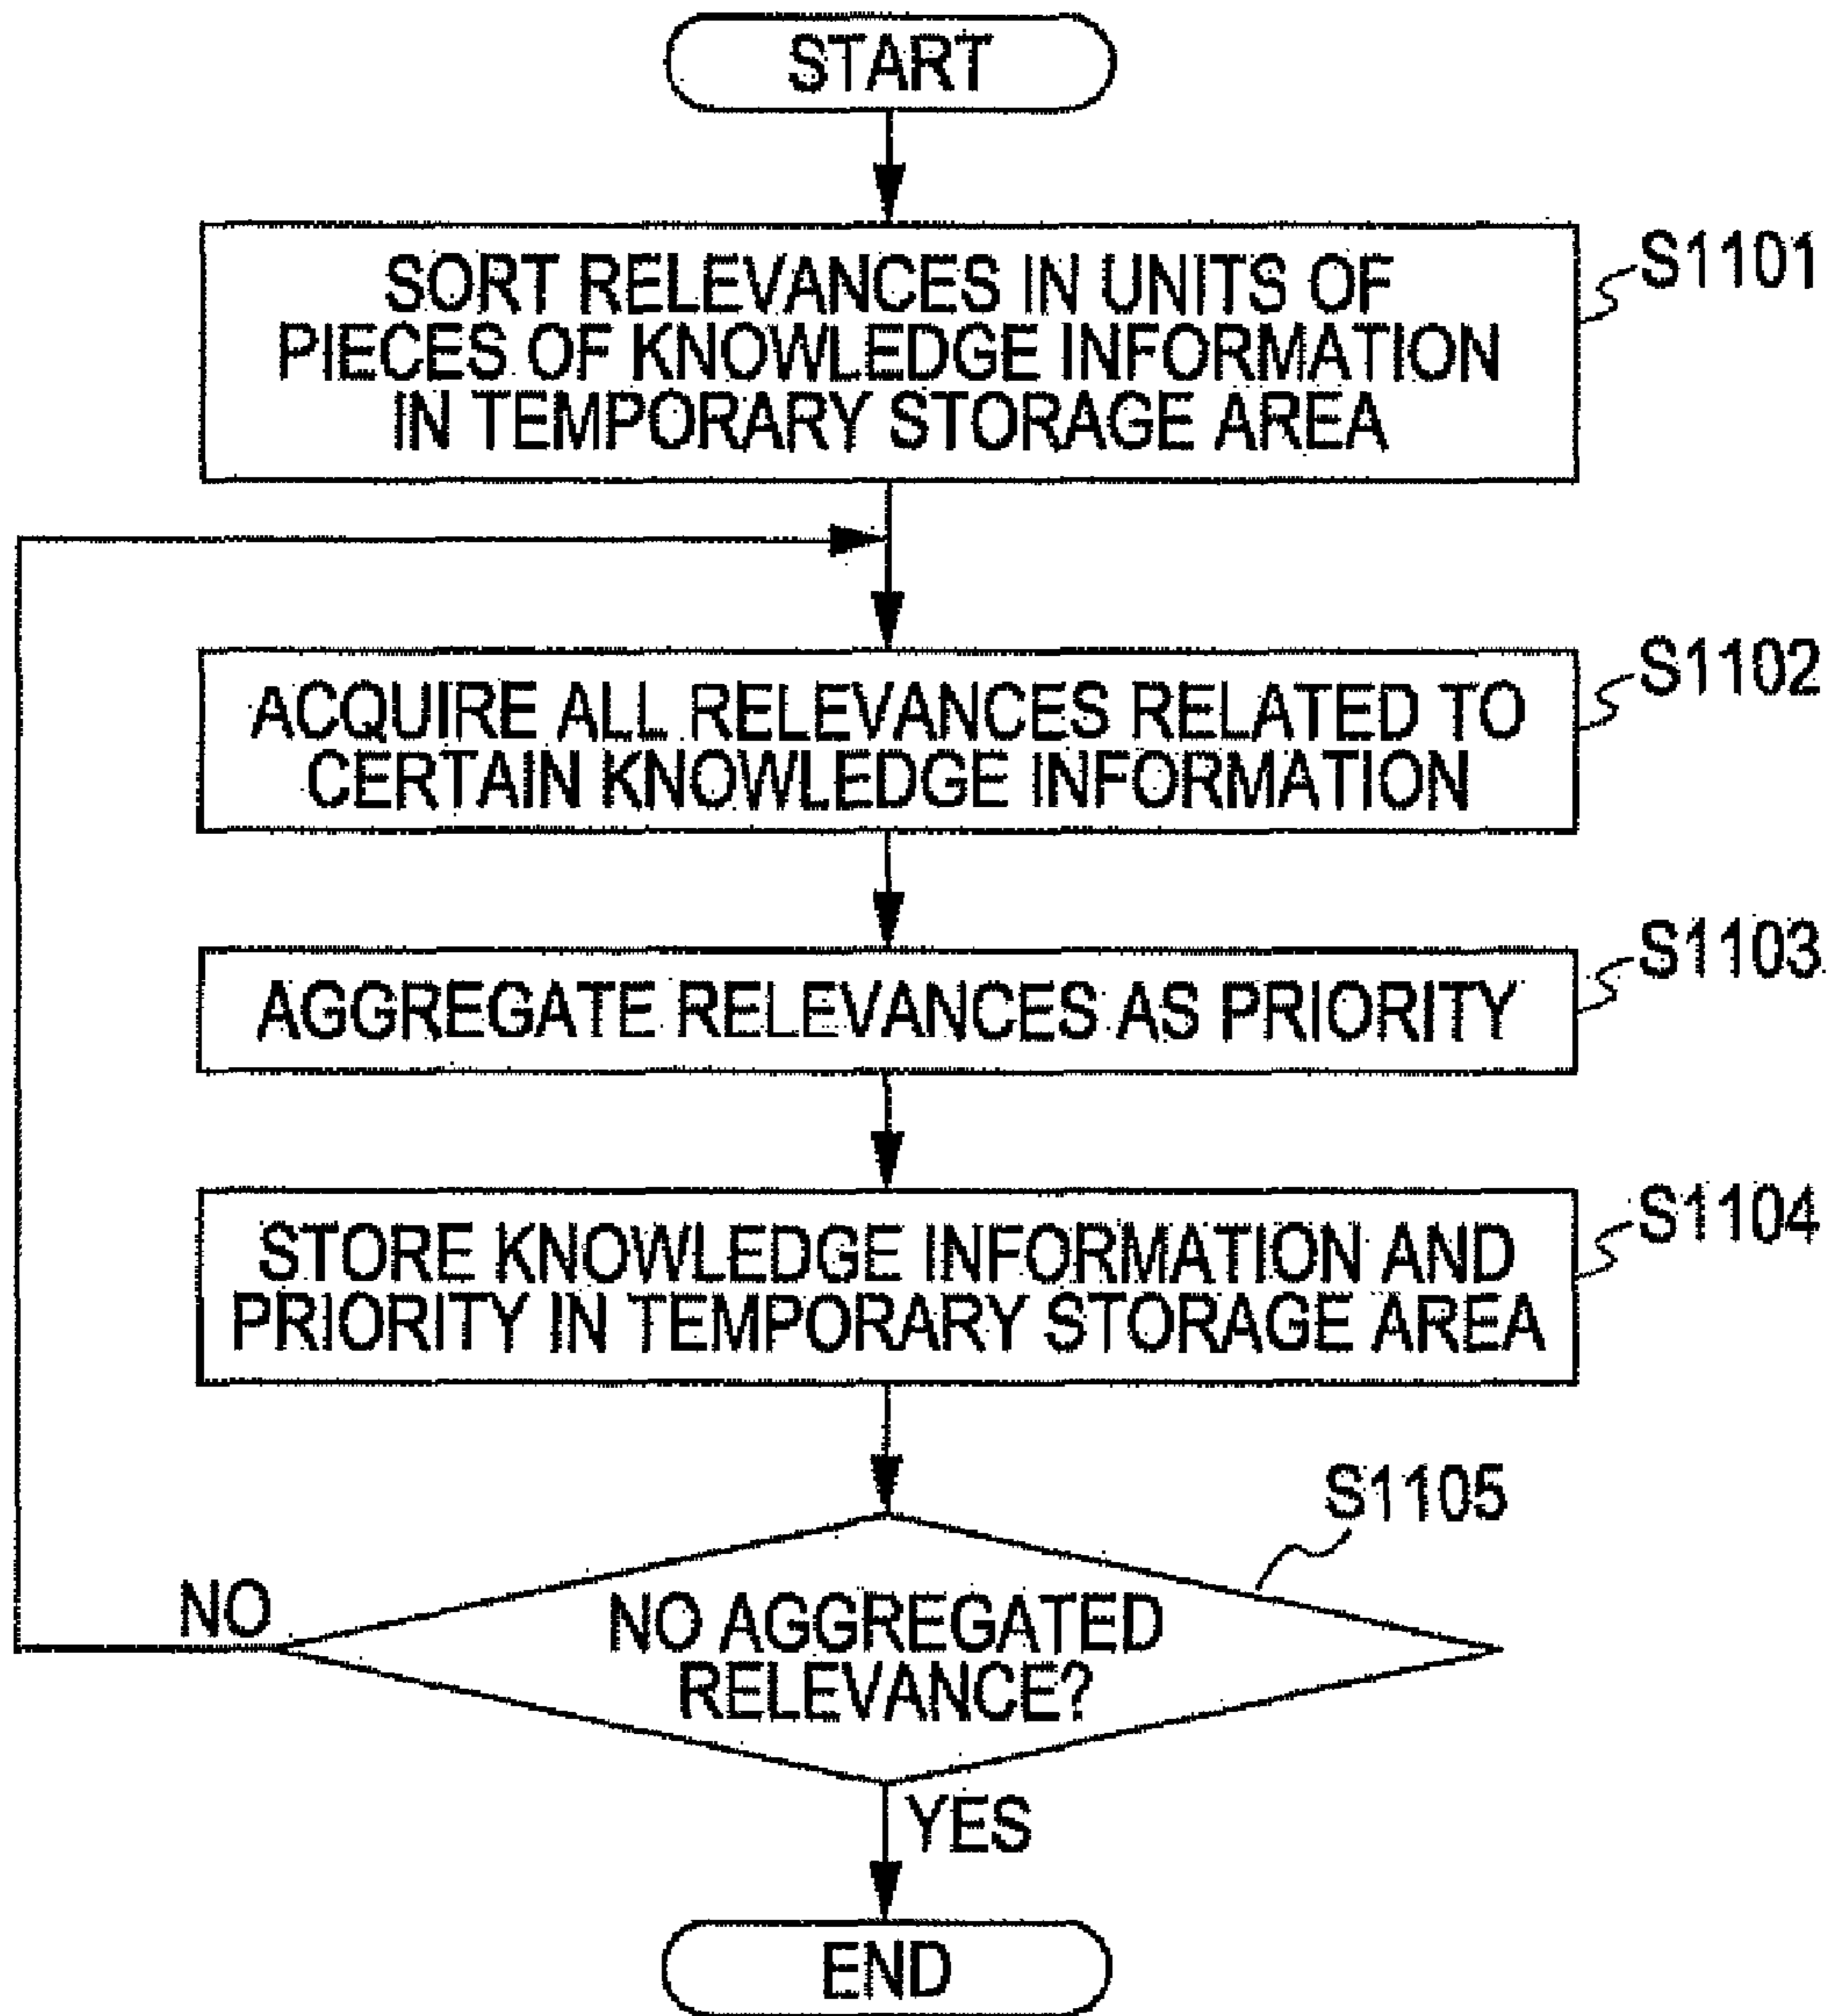 START
SORT RELEVANCES IN UNITS OF
PIECES OF KNOWLEDGE INFORMATION
IN TEMPORARY STORAGE AREA
S1101
ACQUIRE ALL RELEVANCES RELATED TO
CERTAIN KNOWLEDGE INFORMATION
S1102
AGGREGATE RELEVANCES AS PRIORITY
S1103
STORE KNOWLEDGE INFORMATION AND
PRIORITY IN TEMPORARY STORAGE AREA
S1104
S1105
NO AGGREGATED
RELEVANCE?
NO
YES
END